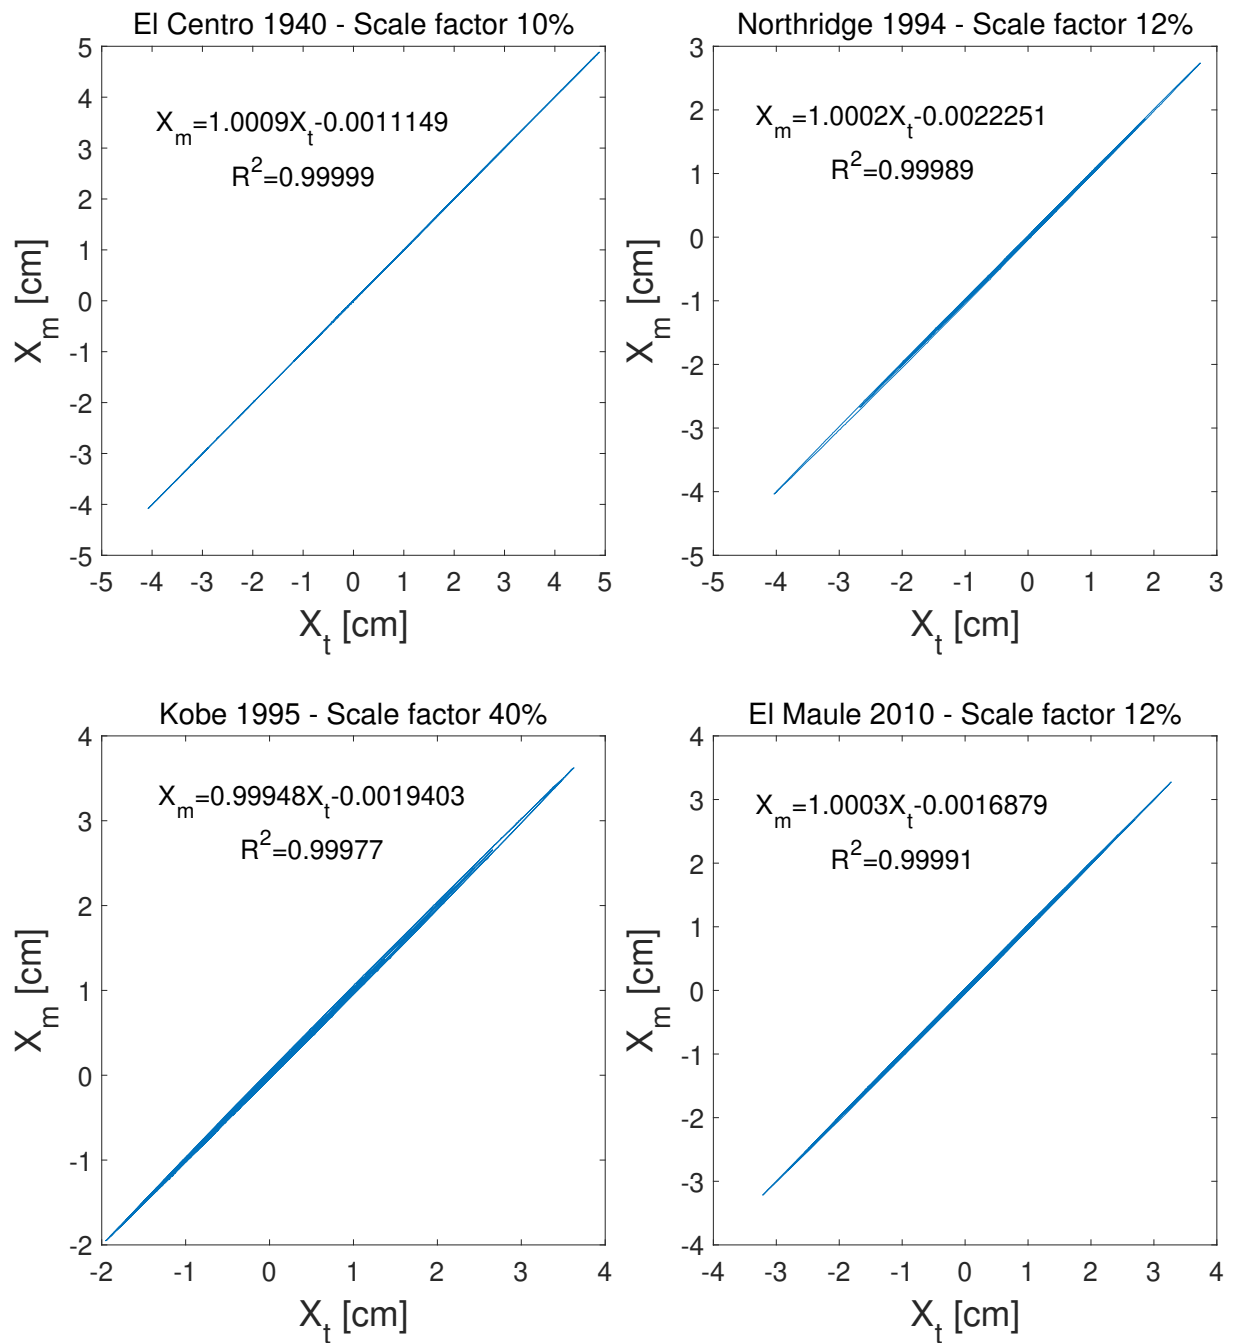 El Centro 1940 - Scale factor 10%
X_m=1.0009X_t-0.0011149
R^2=0.99999
5
4
3
2
1
0
-1
-2
-3
-4
-5
X_m [cm]
-5 -4 -3 -2 -1 0 1 2 3 4 5
X_t [cm]
Northridge 1994 - Scale factor 12%
X_m=1.0002X_t-0.0022251
R^2=0.99989
3
2
1
0
-1
-2
-3
-4
-5
X_m [cm]
-5 -4 -3 -2 -1 0 1 2 3
X_t [cm]
Kobe 1995 - Scale factor 40%
X_m=0.99948X_t-0.0019403
R^2=0.99977
4
3
2
1
0
-1
-2
X_m [cm]
-2 -1 0 1 2 3 4
X_t [cm]
El Maule 2010 - Scale factor 12%
X_m=1.0003X_t-0.0016879
R^2=0.99991
4
3
2
1
0
-1
-2
-3
-4
X_m [cm]
-4 -3 -2 -1 0 1 2 3 4
X_t [cm]